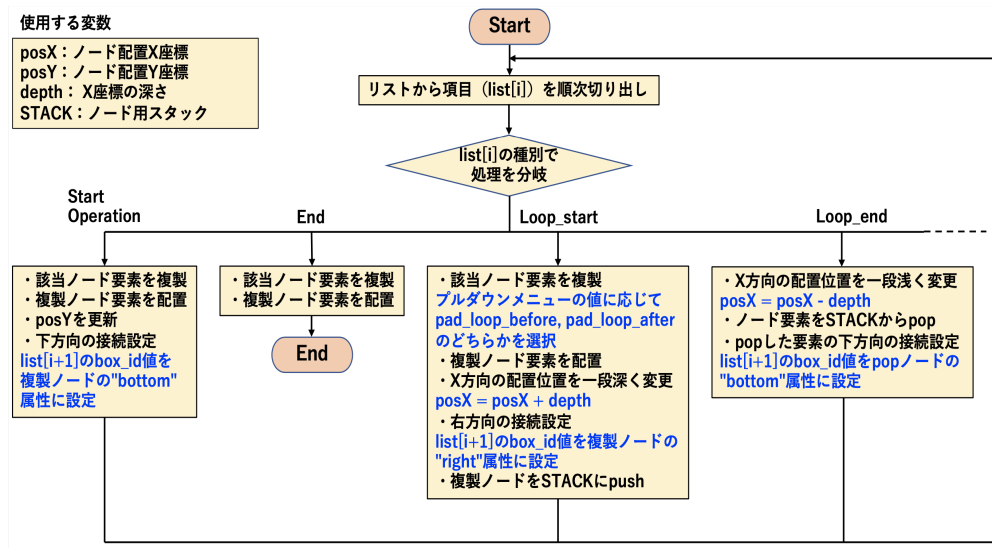 使用する変数
posX：ノード配置X座標
posY：ノード配置Y座標
depth： X座標の深さ
STACK：ノード用スタック
Start
リストから項目（list[i]）を順次切り出し
list[i]の種別で
処理を分岐
Start
Operation
End
Loop_start
Loop_end
・該当ノード要素を複製
・複製ノード要素を配置
・posYを更新
・下方向の接続設定
list[i+1]のbox_id値を
複製ノードの"bottom"
属性に設定
・該当ノード要素を複製
・複製ノード要素を配置
End
・該当ノード要素を複製
プルダウンメニューの値に応じて
pad_loop_before, pad_loop_after
のどちらかを選択
・複製ノード要素を配置
・X方向の配置位置を一段深く変更
posX = posX + depth
・右方向の接続設定
list[i+1]のbox_id値を複製ノードの
"right"属性に設定
・複製ノードをSTACKにpush
・X方向の配置位置を一段浅く変更
posX = posX - depth
・ノード要素をSTACKからpop
・popした要素の下方向の接続設定
list[i+1]のbox_id値をpopノードの
"bottom"属性に設定